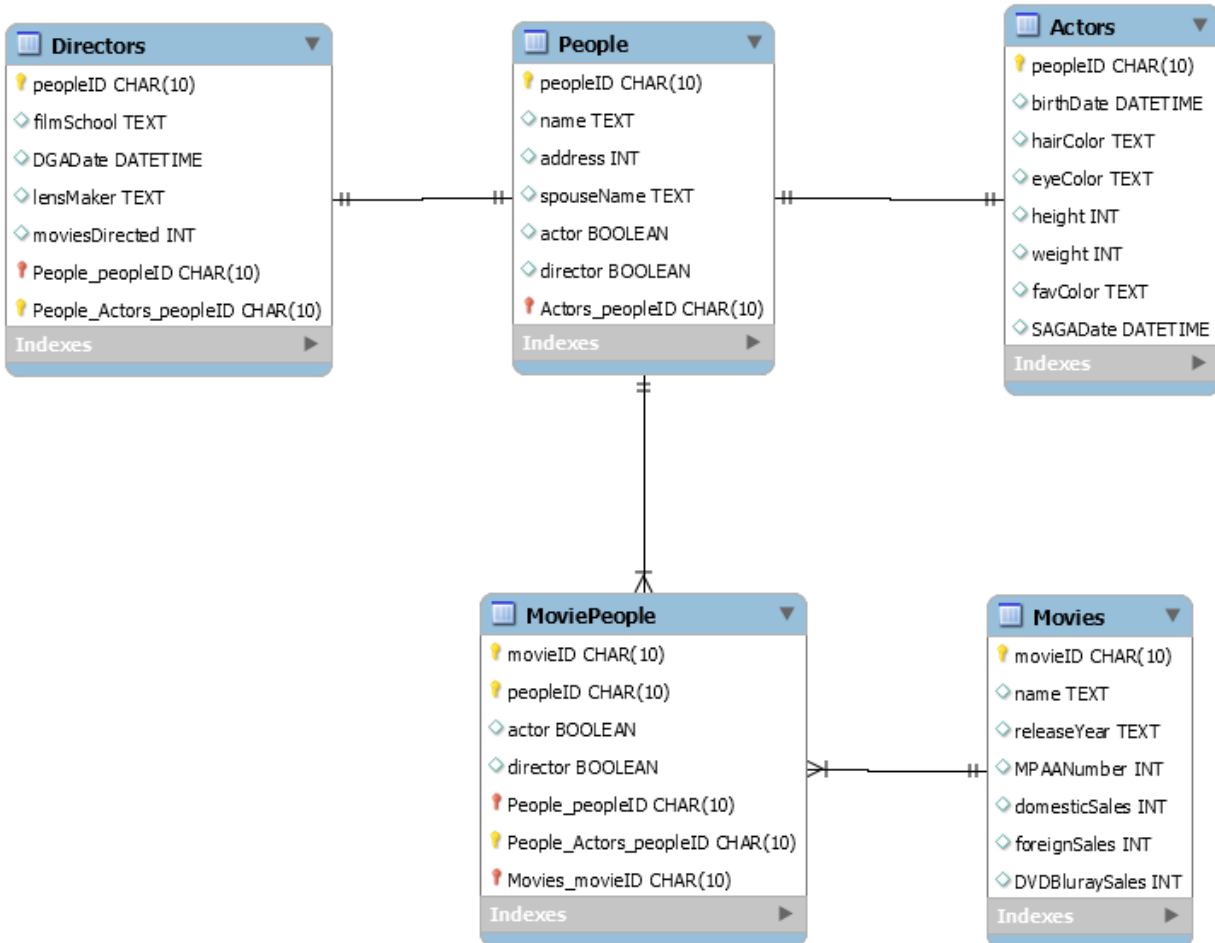 Directors
peopleID CHAR(10)
filmSchool TEXT
DGADate DATETIME
lensMaker TEXT
moviesDirected INT
People_peopleID CHAR(10)
People_Actors_peopleID CHAR(10)
Indexes
People
peopleID CHAR(10)
name TEXT
address INT
spouseName TEXT
actor BOOLEAN
director BOOLEAN
Actors_peopleID CHAR(10)
Indexes
Actors
peopleID CHAR(10)
birthDate DATETIME
hairColor TEXT
eyeColor TEXT
height INT
weight INT
favColor TEXT
SAGADate DATETIME
Indexes
MoviePeople
movieID CHAR(10)
peopleID CHAR(10)
actor BOOLEAN
director BOOLEAN
People_peopleID CHAR(10)
People_Actors_peopleID CHAR(10)
Movies_movieID CHAR(10)
Indexes
Movies
movieID CHAR(10)
name TEXT
releaseYear TEXT
MPAANumber INT
domesticSales INT
foreignSales INT
DVDBluraySales INT
Indexes